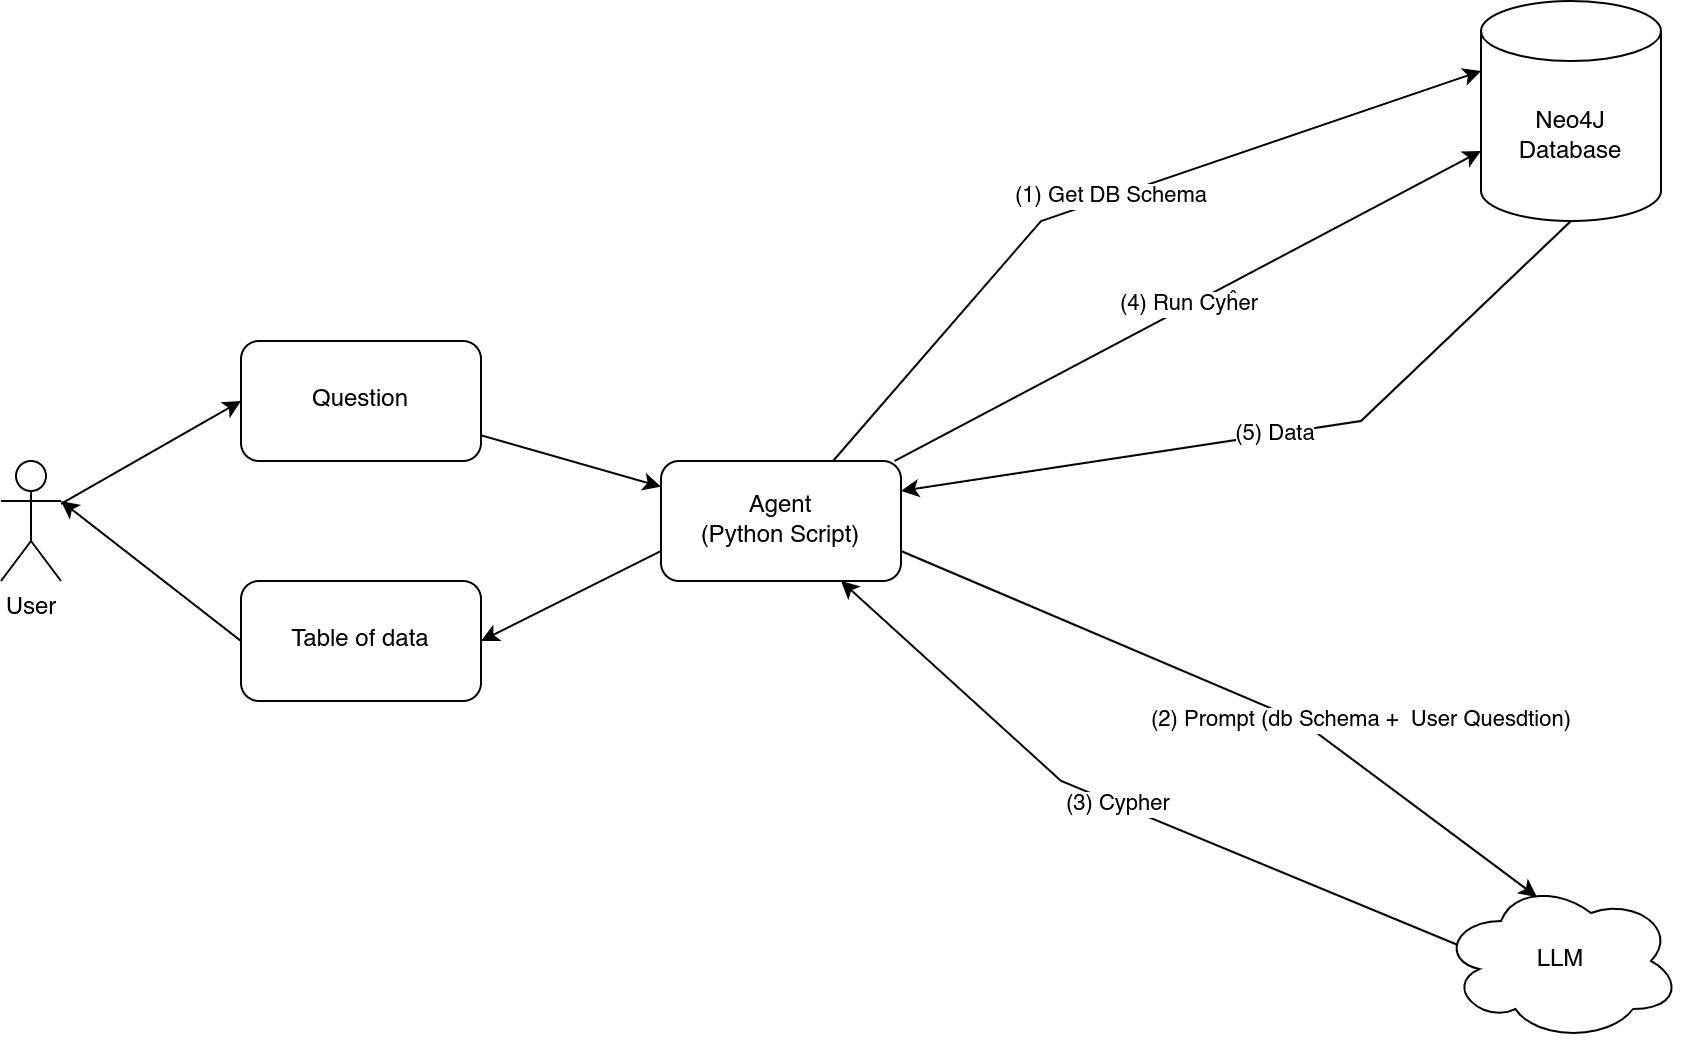 Neo4J
Database
(1) Get DB Schema
(4) Run Cyĥer
Question
(5) Data
Agent
(Python Script)
User
Table of data
(2) Prompt (db Schema +  User Quesdtion)
(3) Cypher
LLM